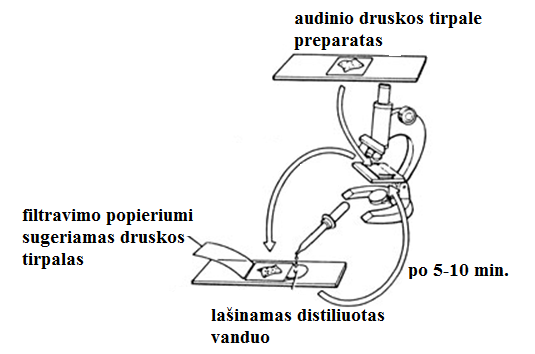 audinio druskos tirpale
preparatas
filtravimo popieriumi
sugeriamas druskos
tirpalas
po 5-10 min.
lašinamas distiliuotas
vanduo